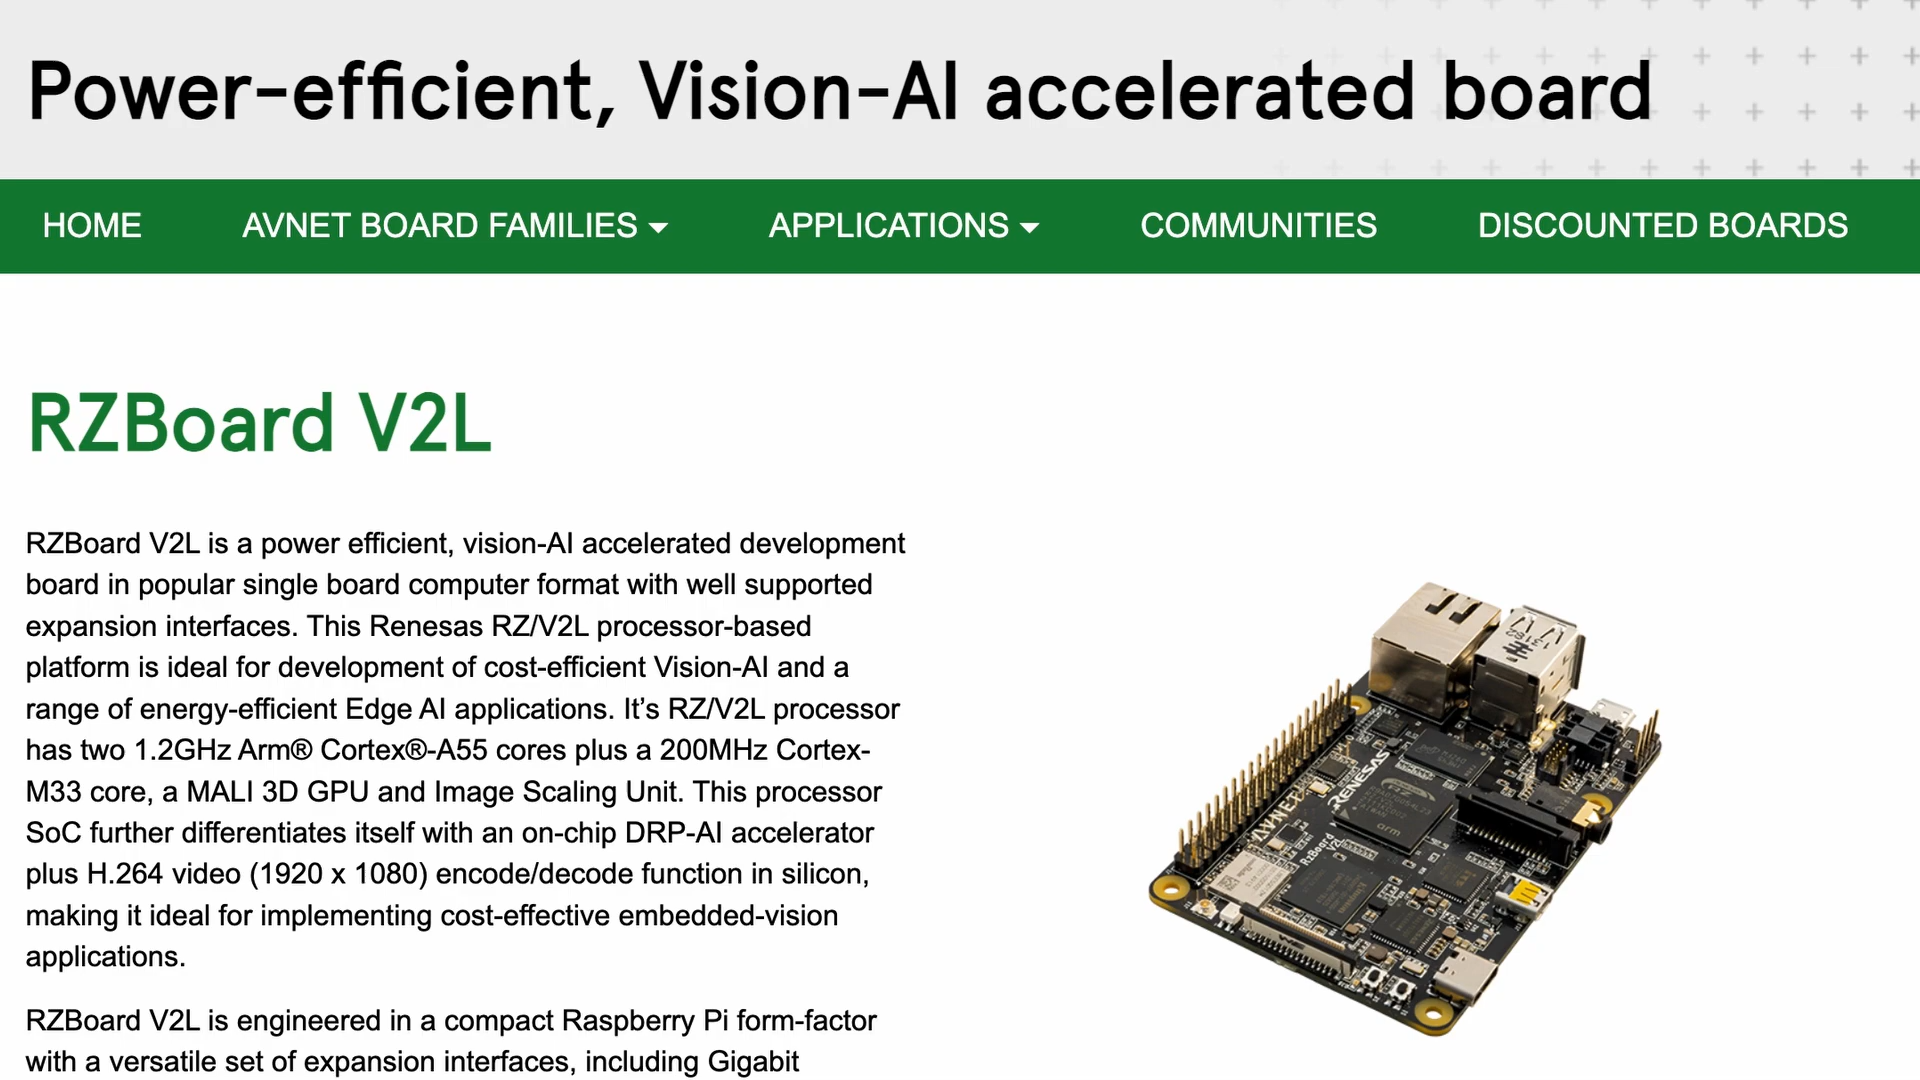 Power-efficient, Vision-AI accelerated board
HOME AVNET BOARD FAMILIES APPLICATIONS COMMUNITIES DISCOUNTED BOARDS
RZBoard V2L
RZBoard V2L is a power efficient, vision-AI accelerated development
board in popular single board computer format with well supported
expansion interfaces. This Renesas RZ/V2L processor-based
platform is ideal for development of cost-efficient Vision-AI and a
range of energy-efficient Edge AI applications. It’s RZ/V2L processor
has two 1.2GHz Arm® Cortex®-A55 cores plus a 200MHz Cortex-
M33 core, a MALI 3D GPU and Image Scaling Unit. This processor
SoC further differentiates itself with an on-chip DRP-AI accelerator
plus H.264 video (1920 x 1080) encode/decode function in silicon,
making it ideal for implementing cost-effective embedded-vision
applications.
RZBoard V2L is engineered in a compact Raspberry Pi form-factor
with a versatile set of expansion interfaces, including Gigabit
RENESAS
AVNET
arm
RzBoard
V2L